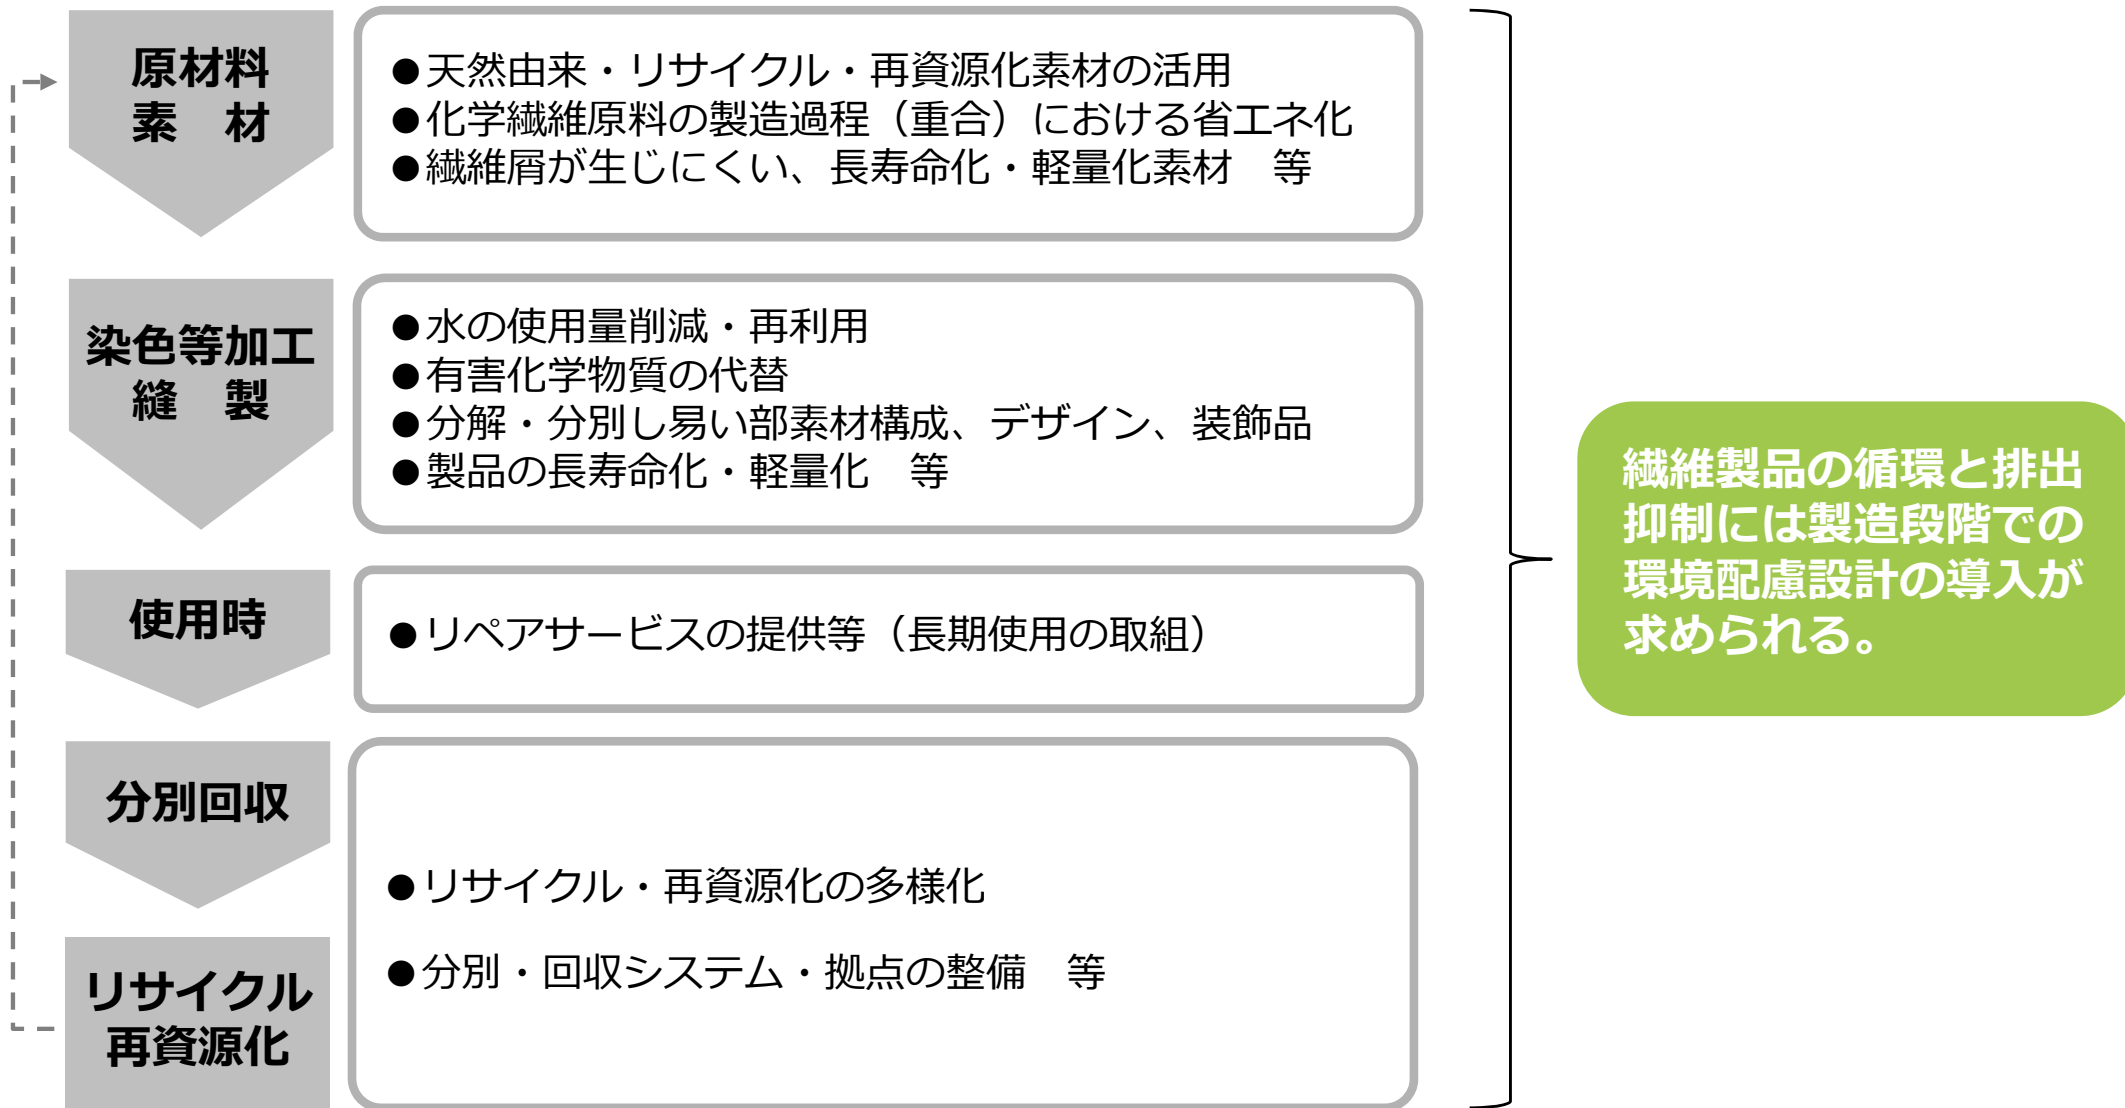 原材料
素　材
●天然由来・リサイクル・再資源化素材の活用
●化学繊維原料の製造過程（重合）における省エネ化
●繊維屑が生じにくい、長寿命化・軽量化素材　等
染色等加工
縫　製
●水の使用量削減・再利用
●有害化学物質の代替
●分解・分別し易い部素材構成、デザイン、装飾品
●製品の長寿命化・軽量化　等
使用時
●リペアサービスの提供等（長期使用の取組）
分別回収
リサイクル
再資源化
●リサイクル・再資源化の多様化
●分別・回収システム・拠点の整備　等
繊維製品の循環と排出
抑制には製造段階での
環境配慮設計の導入が
求められる。